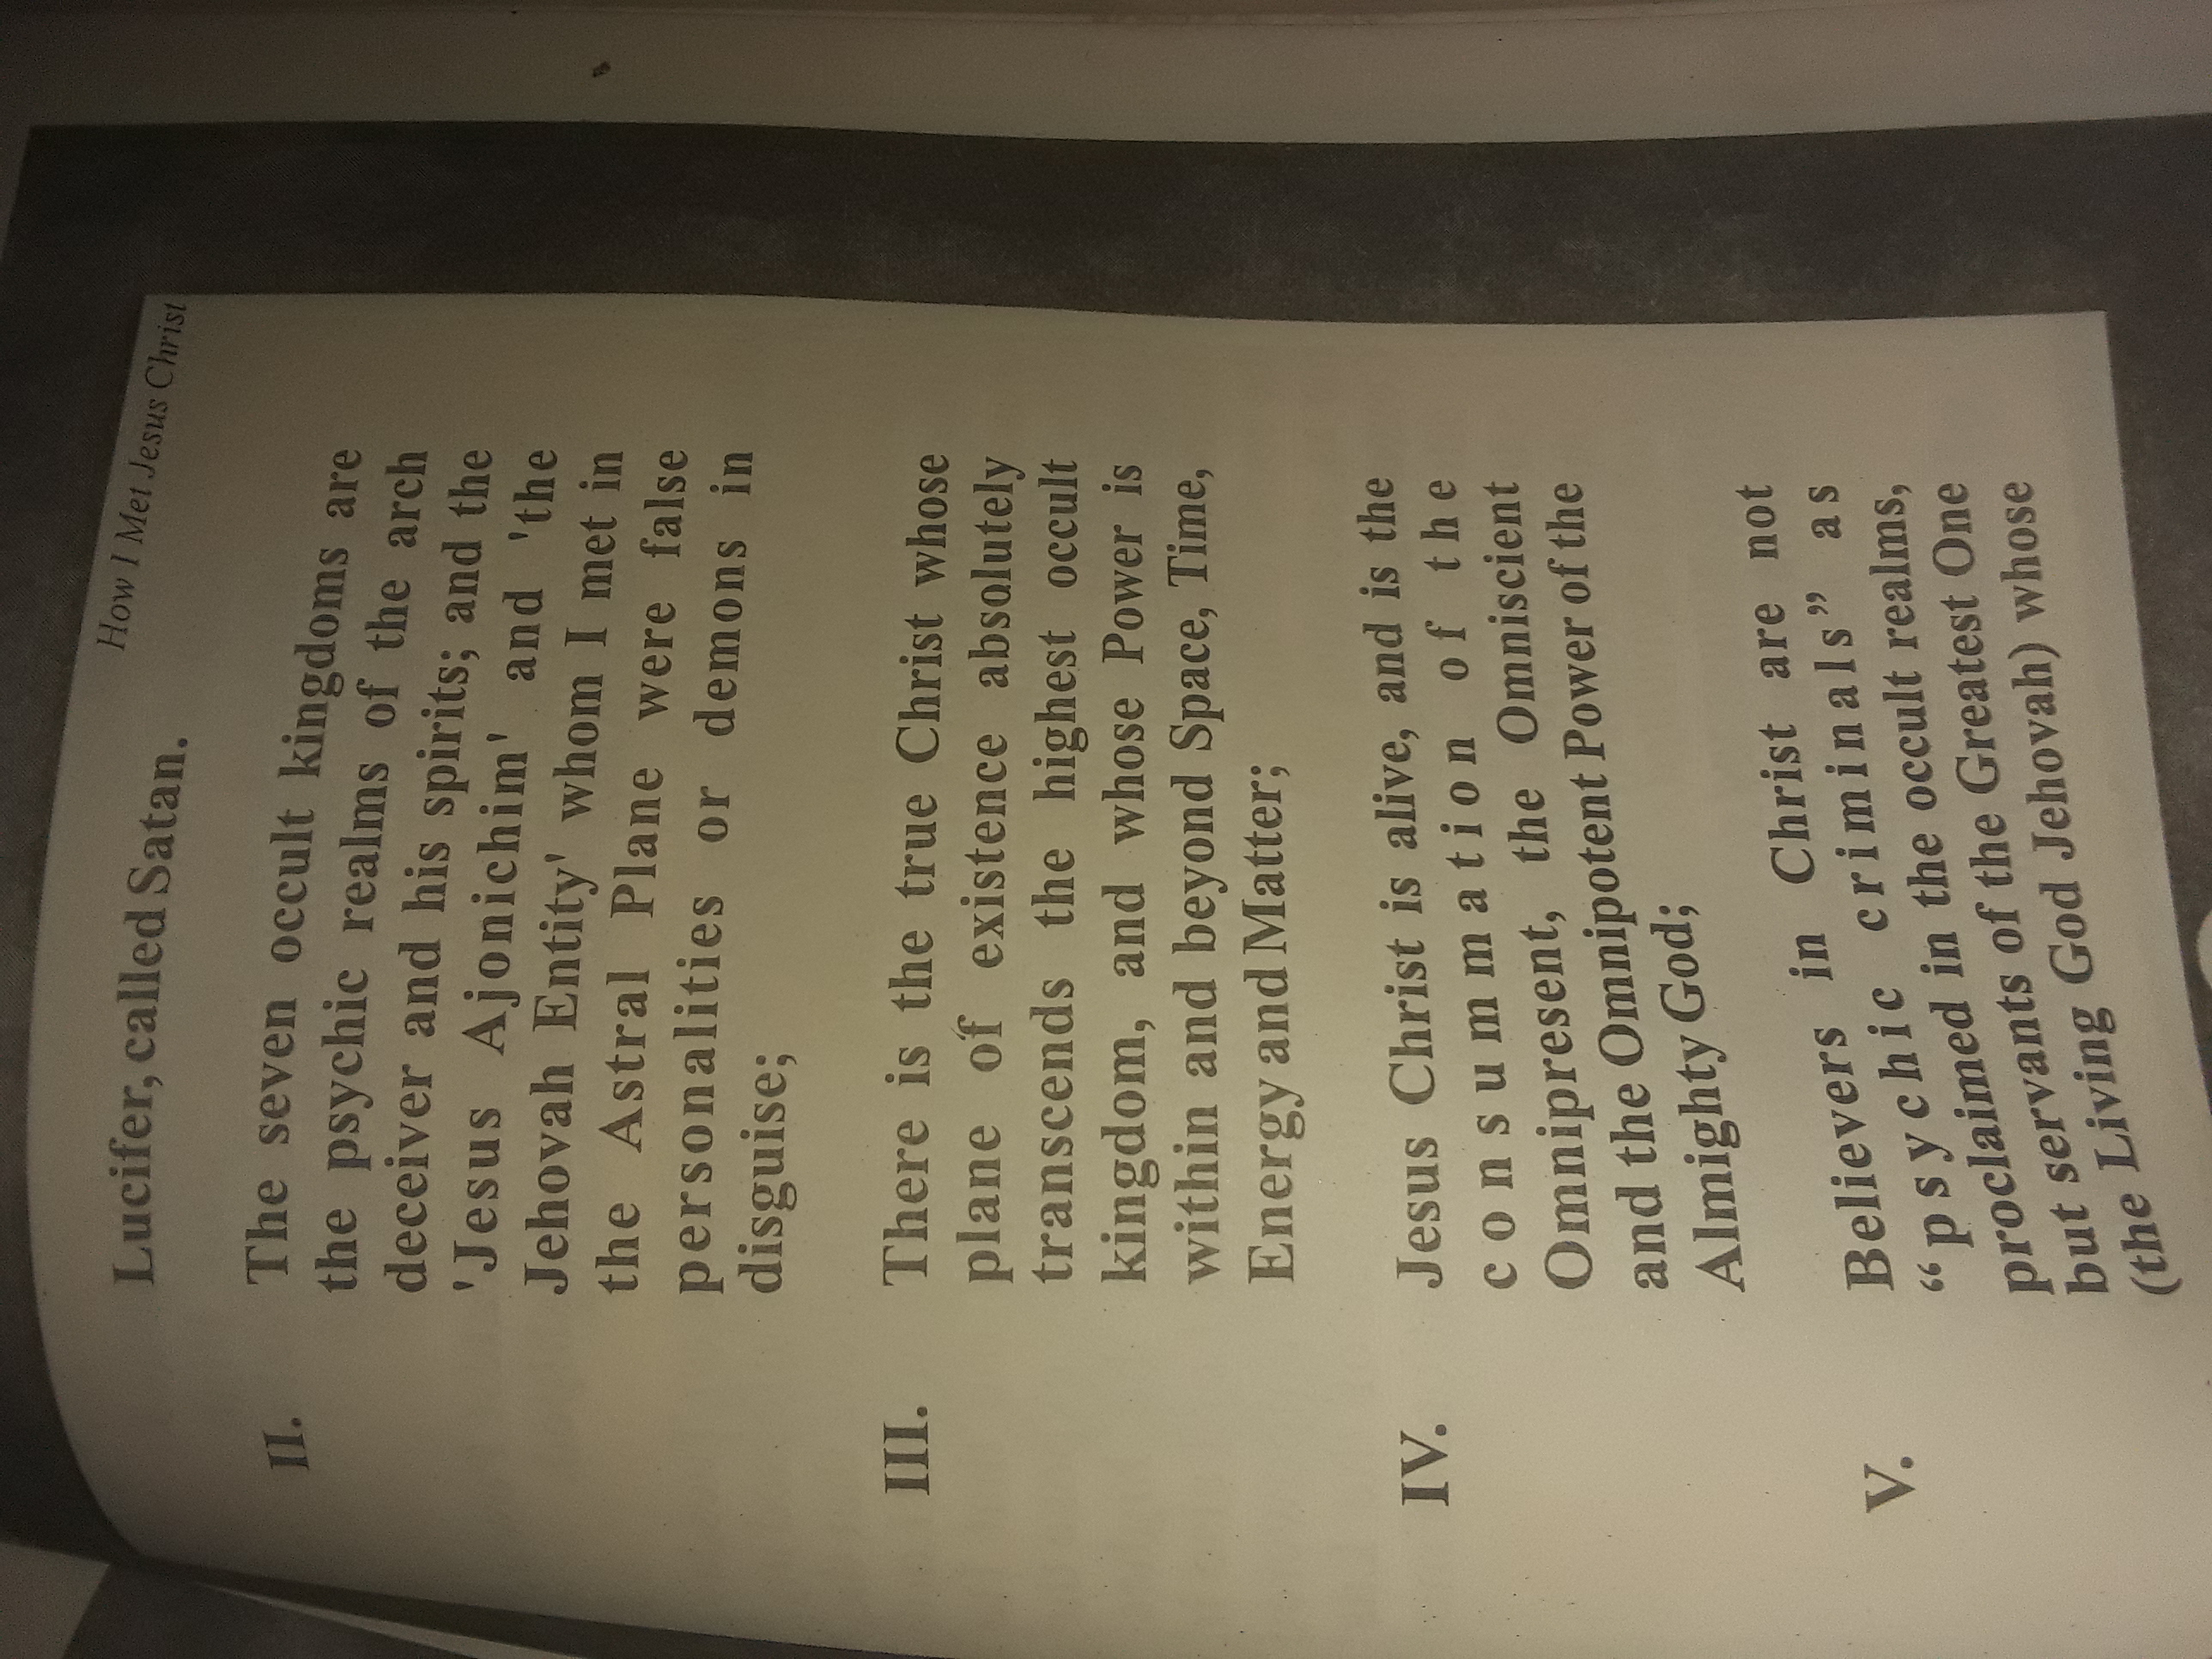 How I Met Jesus Christ
Lucifer, called Satan.
II. The seven occult kingdoms are
the psychic realms of the arch
deceiver and his spirits; and the
'Jesus Ajonichim' and 'the
Jehovah Entity' whom I met in
the Astral Plane were false
personalities or demons in
disguise;
III. There is the true Christ whose
plane of existence absolutely
transcends the highest occult
kingdom, and whose Power is
within and beyond Space, Time,
Energy and Matter;
IV. Jesus Christ is alive, and is the
consummation of the
Omnipresent, the Omniscient
and the Omnipotent Power of the
Almighty God;
V. Believers in Christ are not
“psychic criminals” as
proclaimed in the occult realms,
but servants of the Greatest One
(the Living God Jehovah) whose